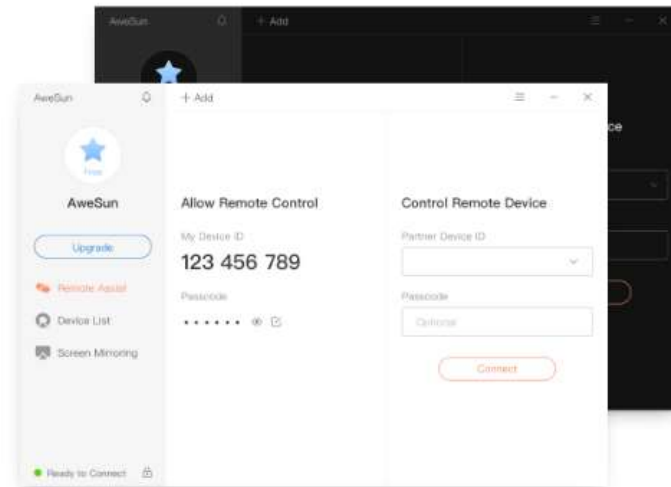 AweSun
+ Add
ce
AweSun
+ Add
Free
AweSun
Upgrade
Remote Assist
Device List
Screen Mirroring
Ready to Connect
Allow Remote Control
My Device ID
123 456 789
Passcode
Control Remote Device
Partner Device ID
Passcode
Optional
Connect